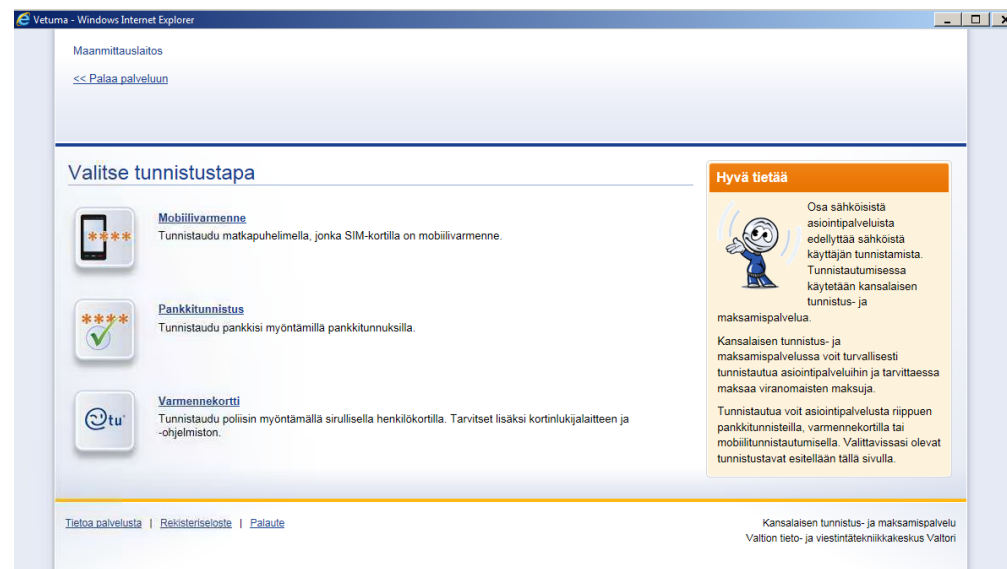 Vetuma - Windows Internet Explorer
Maanmittauslaitos
<< Palaa palveluun
Valitse tunnistustapa
****
Mobiilivarmenne
Tunnistaudu matkapuhelimella, jonka SIM-kortilla on mobiilivarmenne.
****
Pankkitunnistus
Tunnistaudu pankkisi myöntämillä pankkitunnuksilla.
tu
Varmennekortti
Tunnistaudu poliisin myöntämällä sirullisella henkilökortilla. Tarvitset lisäksi kortinlukijalaitteen ja
-ohjelmiston.
Hyvä tietää
Osa sähköisistä
asiointipalveluista
edellyttää sähköistä
käyttäjän tunnistamista.
Tunnistautumisessa
käytetään kansalaisen
tunnistus- ja
maksamispalvelua.
Kansalaisen tunnistus- ja
maksamispalvelussa voit turvallisesti
tunnistautua asiointipalveluihin ja tarvittaessa
maksaa viranomaisten maksuja.
Tunnistautua voit asiointipalvelusta riippuen
pankkitunnisteilla, varmennekortilla tai
mobiilitunnistautumisella. Valittavissasi olevat
tunnistustavat esitellään tällä sivulla.
Tietoa palvelusta | Rekisteriseloste | Palaute
Kansalaisen tunnistus- ja maksamispalvelu
Valtion tieto- ja viestintätekniikkakeskus Valtori